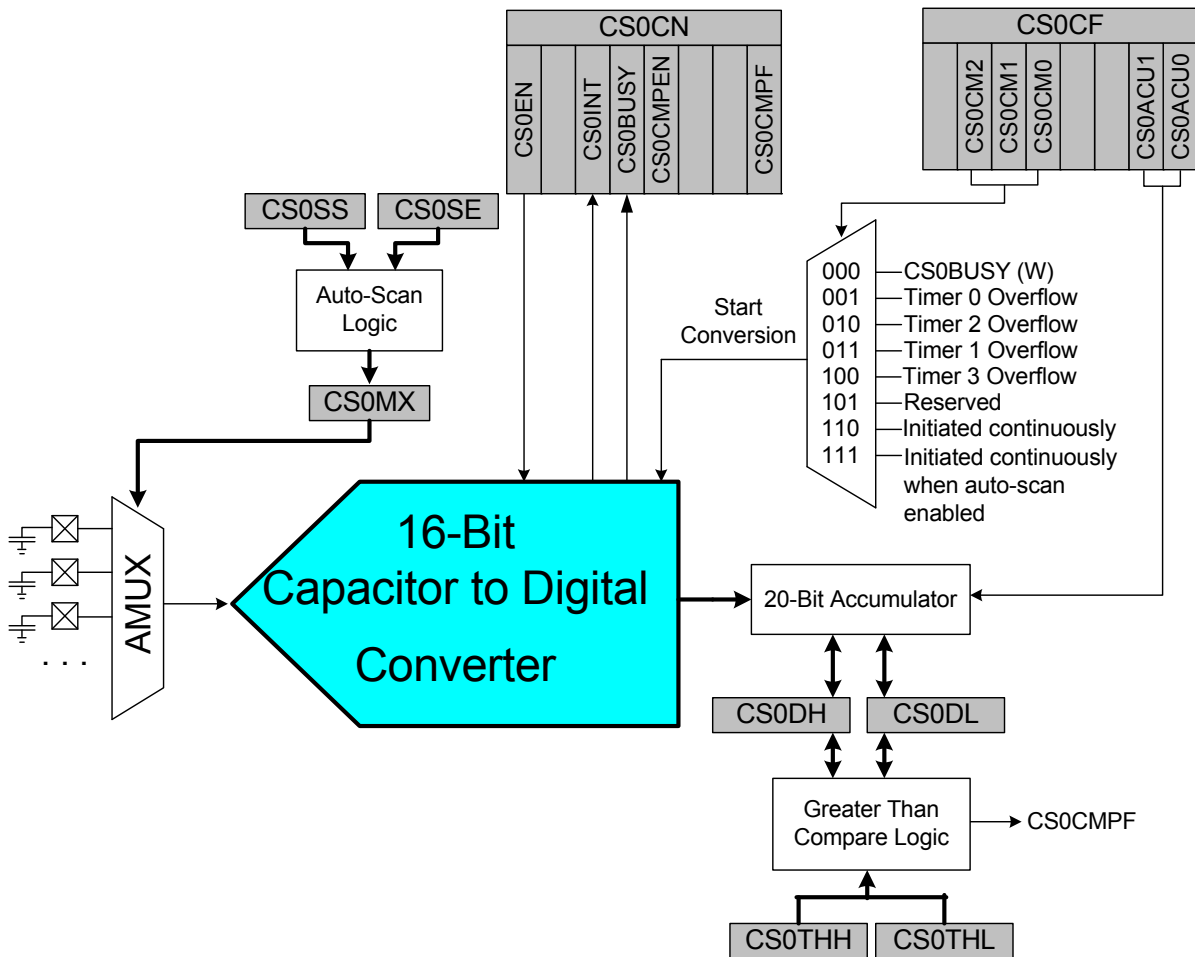 CS0CN
CS0EN
CS0INT
CS0BUSY
CS0CMPEN
CS0CMPF
CS0CF
CS0CM2
CS0CM1
CS0CM0
CS0ACU1
CS0ACU0
CS0SS
CS0SE
Auto-Scan
Logic
CS0MX
Start
Conversion
000 CS0BUSY (W)
001 Timer 0 Overflow
010 Timer 2 Overflow
011 Timer 1 Overflow
100 Timer 3 Overflow
101 Reserved
110 Initiated continuously
111 Initiated continuously
when auto-scan
enabled
AMUX
. . .
16-Bit
Capacitor to Digital
Converter
20-Bit Accumulator
CS0DH
CS0DL
Greater Than
Compare Logic
CS0CMPF
CS0THH
CS0THL